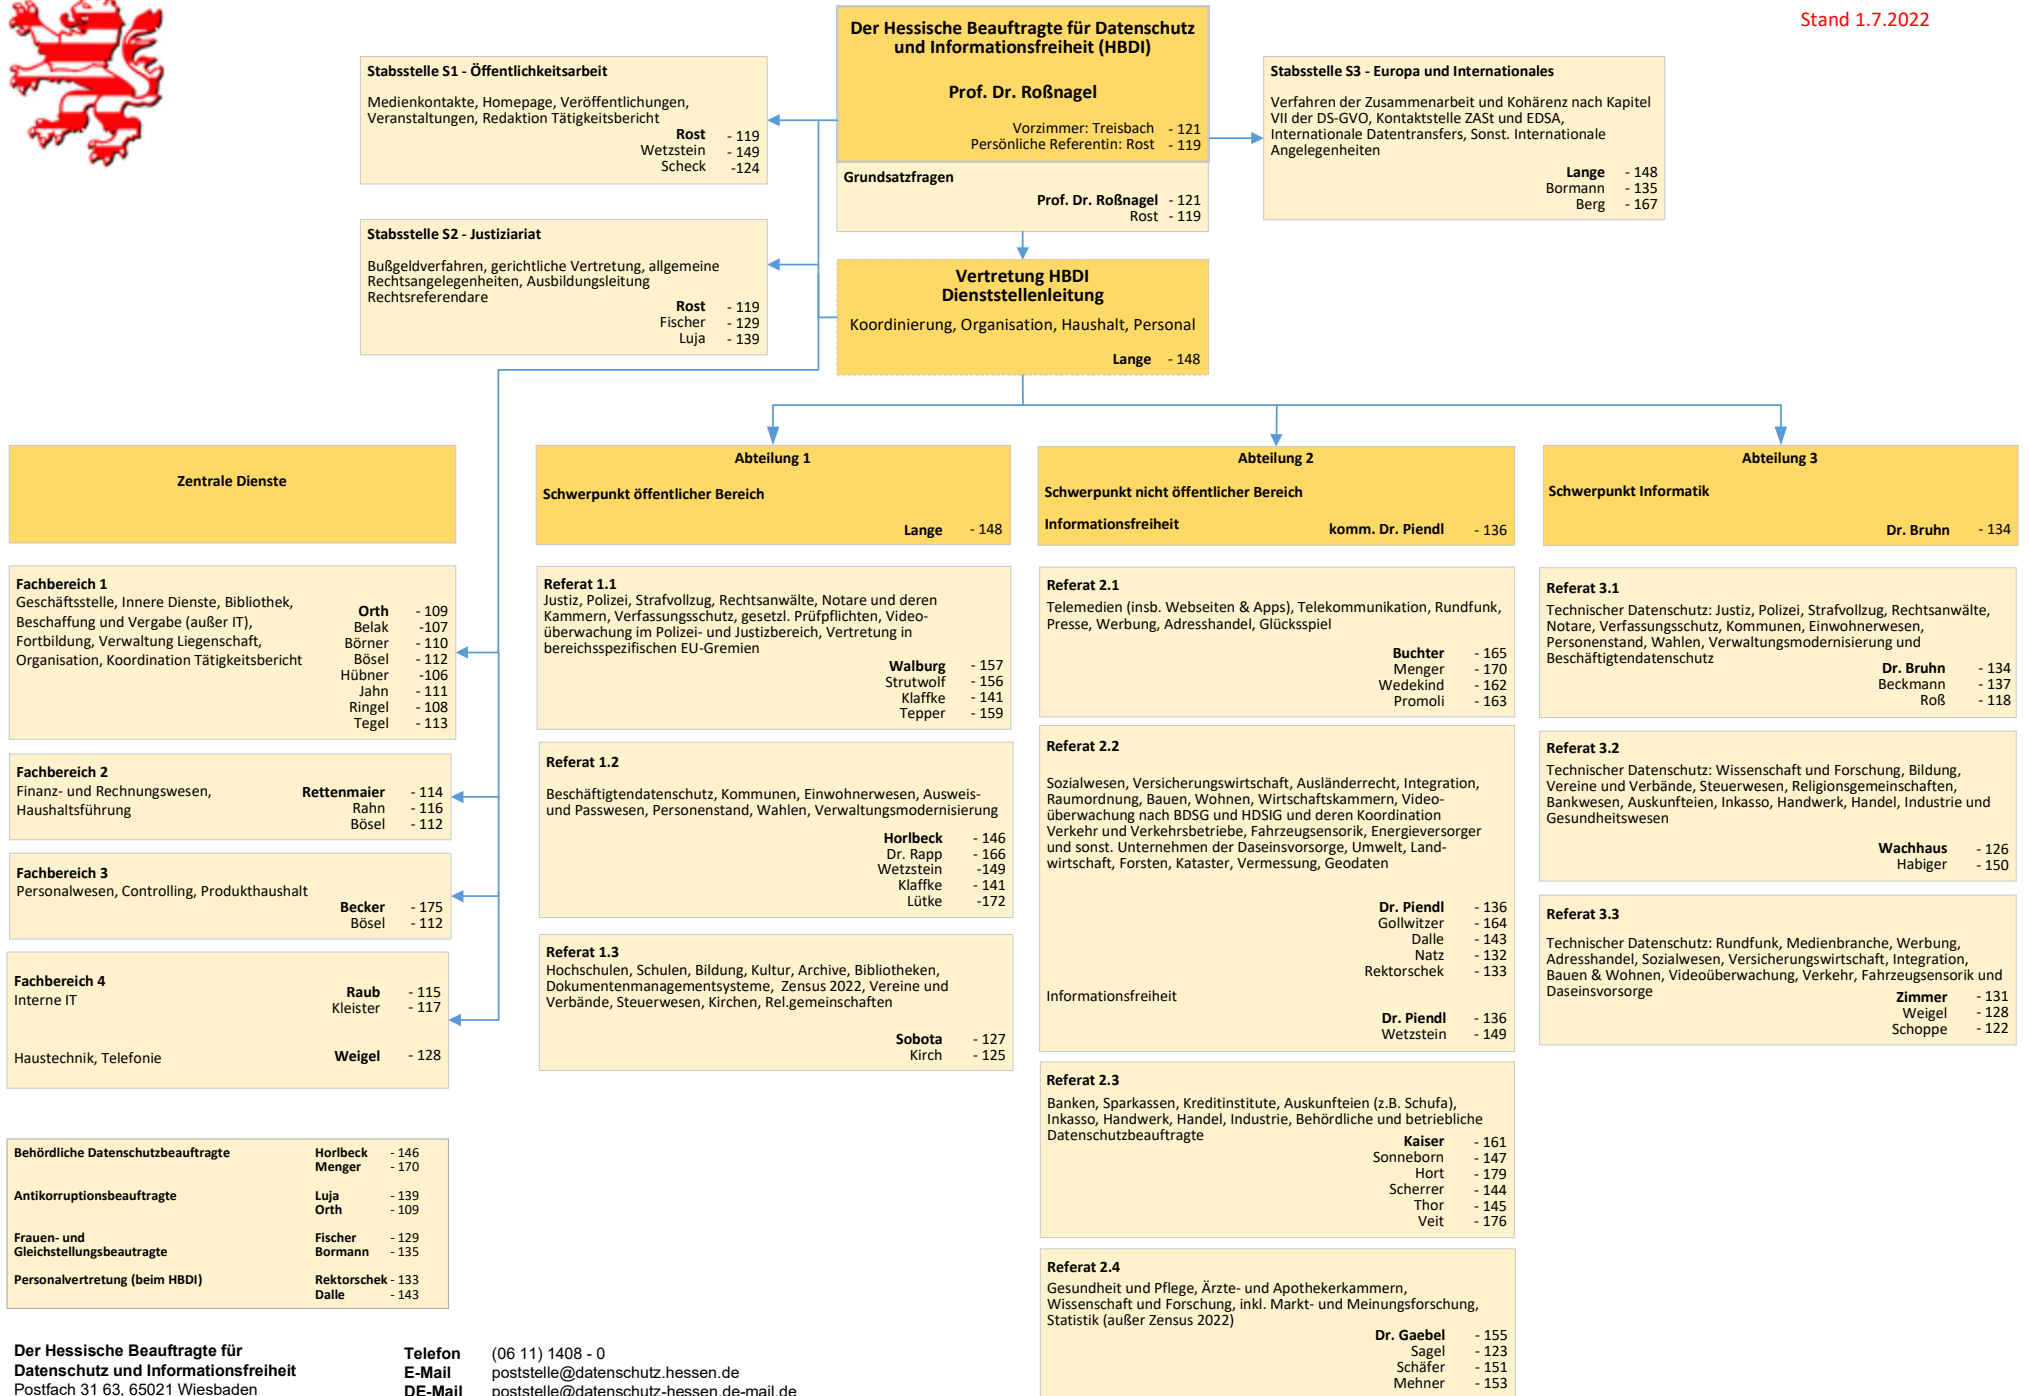 Stand 1.7.2022
Der Hessische Beauftragte für Datenschutz
und Informationsfreiheit (HBDI)
Prof. Dr. Roßnagel
Vorzimmer: Treisbach - 121
Persönliche Referentin: Rost - 119
Grundsatzfragen
Prof. Dr. Roßnagel - 121
Rost - 119
Stabsstelle S1 - Öffentlichkeitsarbeit
Medienkontakte, Homepage, Veröffentlichungen,
Veranstaltungen, Redaktion Tätigkeitsbericht
Rost - 119
Wetzstein - 149
Scheck -124
Stabsstelle S3 - Europa und Internationales
Verfahren der Zusammenarbeit und Kohärenz nach Kapitel
VII der DS-GVO, Kontaktstelle ZASt und EDSA,
Internationale Datentransfers, Sonst. Internationale
Angelegenheiten
Lange - 148
Bormann - 135
Berg - 167
Stabsstelle S2 - Justiziariat
Bußgeldverfahren, gerichtliche Vertretung, allgemeine
Rechtsangelegenheiten, Ausbildungsleitung
Rechtsreferendare
Rost - 119
Fischer - 129
Luja - 139
Vertretung HBDI
Dienststellenleitung
Koordinierung, Organisation, Haushalt, Personal
Lange - 148
Zentrale Dienste
Fachbereich 1
Geschäftsstelle, Innere Dienste, Bibliothek,
Beschaffung und Vergabe (außer IT),
Fortbildung, Verwaltung Liegenschaft,
Organisation, Koordination Tätigkeitsbericht
Orth - 109
Belak -107
Börner - 110
Bösel - 112
Hübner -106
Jahn - 111
Ringel - 108
Tegel - 113
Fachbereich 2
Finanz- und Rechnungswesen,
Haushaltsführung
Rettenmaier - 114
Rahn - 116
Bösel - 112
Fachbereich 3
Personalwesen, Controlling, Produkthaushalt
Becker - 175
Bösel - 112
Fachbereich 4
Interne IT
Raub - 115
Kleister - 117
Haustechnik, Telefonie Weigel - 128
Abteilung 1
Schwerpunkt öffentlicher Bereich
Lange - 148
Referat 1.1
Justiz, Polizei, Strafvollzug, Rechtsanwälte, Notare und deren
Kammern, Verfassungsschutz, gesetzl. Prüfpflichten, Video-
überwachung im Polizei- und Justizbereich, Vertretung in
bereichsspezifischen EU-Gremien
Walburg - 157
Strutwolf - 156
Klaffke - 141
Tepper - 159
Referat 1.2
Beschäftigtendatenschutz, Kommunen, Einwohnerwesen, Ausweis-
und Passwesen, Personenstand, Wahlen, Verwaltungsmodernisierung
Horlbeck - 146
Dr. Rapp - 166
Wetzstein -149
Klaffke - 141
Lütke -172
Referat 1.3
Hochschulen, Schulen, Bildung, Kultur, Archive, Bibliotheken,
Dokumentenmanagementsysteme, Zensus 2022, Vereine und
Verbände, Steuerwesen, Kirchen, Rel.gemeinschaften
Sobota - 127
Kirch - 125
Abteilung 2
Schwerpunkt nicht öffentlicher Bereich
Informationsfreiheit komm. Dr. Piendl - 136
Referat 2.1
Telemedien (insb. Webseiten & Apps), Telekommunikation, Rundfunk,
Presse, Werbung, Adresshandel, Glücksspiel
Buchter - 165
Menger - 170
Wedekind - 162
Promoli - 163
Referat 2.2
Sozialwesen, Versicherungswirtschaft, Ausländerrecht, Integration,
Raumordnung, Bauen, Wohnen, Wirtschaftskammern, Video-
überwachung nach BDSG und HDSIG und deren Koordination
Verkehr und Verkehrsbetriebe, Fahrzeugsensorik, Energieversorger
und sonst. Unternehmen der Daseinsvorsorge, Umwelt, Land-
wirtschaft, Forsten, Kataster, Vermessung, Geodaten
Dr. Piendl - 136
Gollwitzer - 164
Dalle - 143
Natz - 132
Rektorschek - 133
Informationsfreiheit
Dr. Piendl - 136
Wetzstein - 149
Referat 2.3
Banken, Sparkassen, Kreditinstitute, Auskunfteien (z.B. Schufa),
Inkasso, Handwerk, Handel, Industrie, Behördliche und betriebliche
Datenschutzbeauftragte
Kaiser - 161
Sonneborn - 147
Hort - 179
Scherrer - 144
Thor - 145
Veit - 176
Referat 2.4
Gesundheit und Pflege, Ärzte- und Apothekerkammern,
Wissenschaft und Forschung, inkl. Markt- und Meinungsforschung,
Statistik (außer Zensus 2022)
Dr. Gaebel - 155
Sagel - 123
Schäfer - 151
Mehner - 153
Abteilung 3
Schwerpunkt Informatik
Dr. Bruhn - 134
Referat 3.1
Technischer Datenschutz: Justiz, Polizei, Strafvollzug, Rechtsanwälte,
Notare, Verfassungsschutz, Kommunen, Einwohnerwesen,
Personenstand, Wahlen, Verwaltungsmodernisierung und
Beschäftigtendatenschutz
Dr. Bruhn - 134
Beckmann - 137
Roß - 118
Referat 3.2
Technischer Datenschutz: Wissenschaft und Forschung, Bildung,
Vereine und Verbände, Steuerwesen, Religionsgemeinschaften,
Bankwesen, Auskunfteien, Inkasso, Handwerk, Handel, Industrie und
Gesundheitswesen
Wachhaus - 126
Habiger - 150
Referat 3.3
Technischer Datenschutz: Rundfunk, Medienbranche, Werbung,
Adresshandel, Sozialwesen, Versicherungswirtschaft, Integration,
Bauen & Wohnen, Videoüberwachung, Verkehr, Fahrzeugsensorik und
Daseinsvorsorge
Zimmer - 131
Weigel - 128
Schoppe - 122
Behördliche Datenschutzbeauftragte Horlbeck - 146
Menger - 170
Antikorruptionsbeauftragte Luja - 139
Orth - 109
Frauen- und Fischer - 129
Gleichstellungsbeautragte Bormann - 135
Personalvertretung (beim HBDI) Rektorschek - 133
Dalle - 143
Der Hessische Beauftragte für
Datenschutz und Informationsfreiheit
Postfach 31 63, 65021 Wiesbaden
Telefon (06 11) 1408 - 0
E-Mail poststelle@datenschutz.hessen.de
DE-Mail poststelle@datenschutz-hessen.de-mail.de